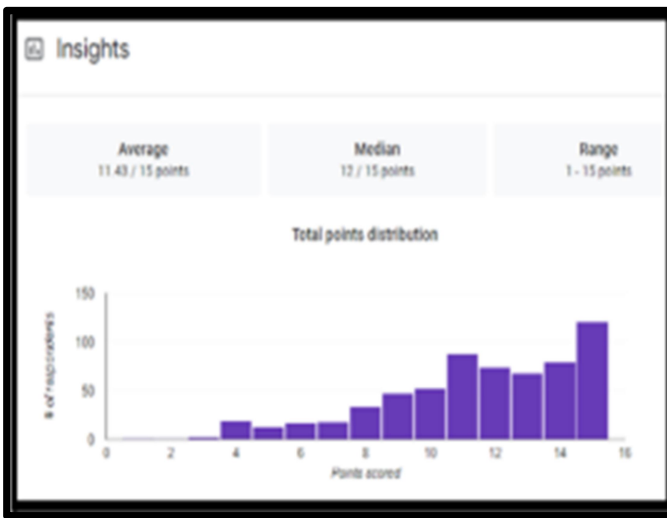 Insights
Average
11.43 / 15 points
Median
12 / 15 points
Range
1 - 15 points
Total points distribution
# of respondents
150
100
50
0
0 2 4 6 8 10 12 14 16
Points scored